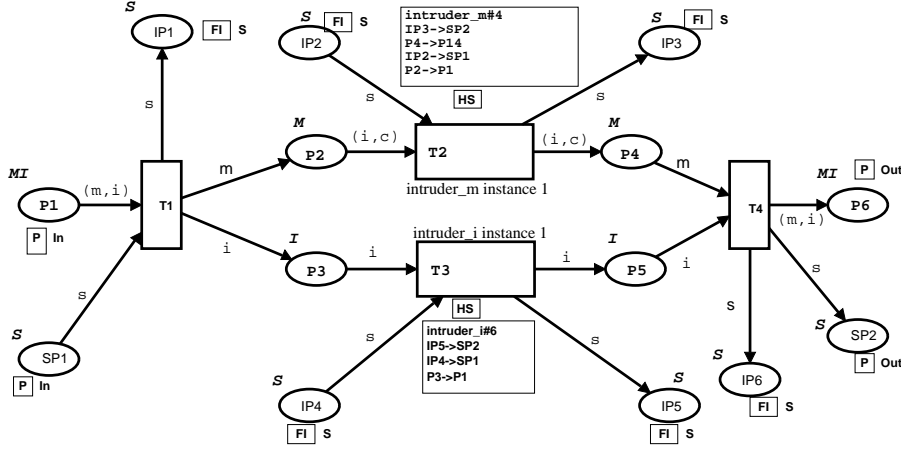 S
IP1
FI S
s
S
FI S
IP2
s
intruder_m#4
IP3->SP2
P4->P14
IP2->SP1
P2->P1
HS
S
FI S
IP3
s
MI
P1
(m,i)
P In
T1
m
i
s
S
SP1
P In
M
P2
(i,c)
T2
(i,c)
intruder_m instance 1
M
P4
m
I
P3
i
intruder_i instance 1
T3
i
I
P5
i
HS
intruder_i#6
IP5->SP2
IP4->SP1
P3->P1
s
S
IP4
FI S
s
S
IP5
FI S
T4
(m,i)
MI
P Out
P6
s
s
S
SP2
P Out
S
IP6
FI S